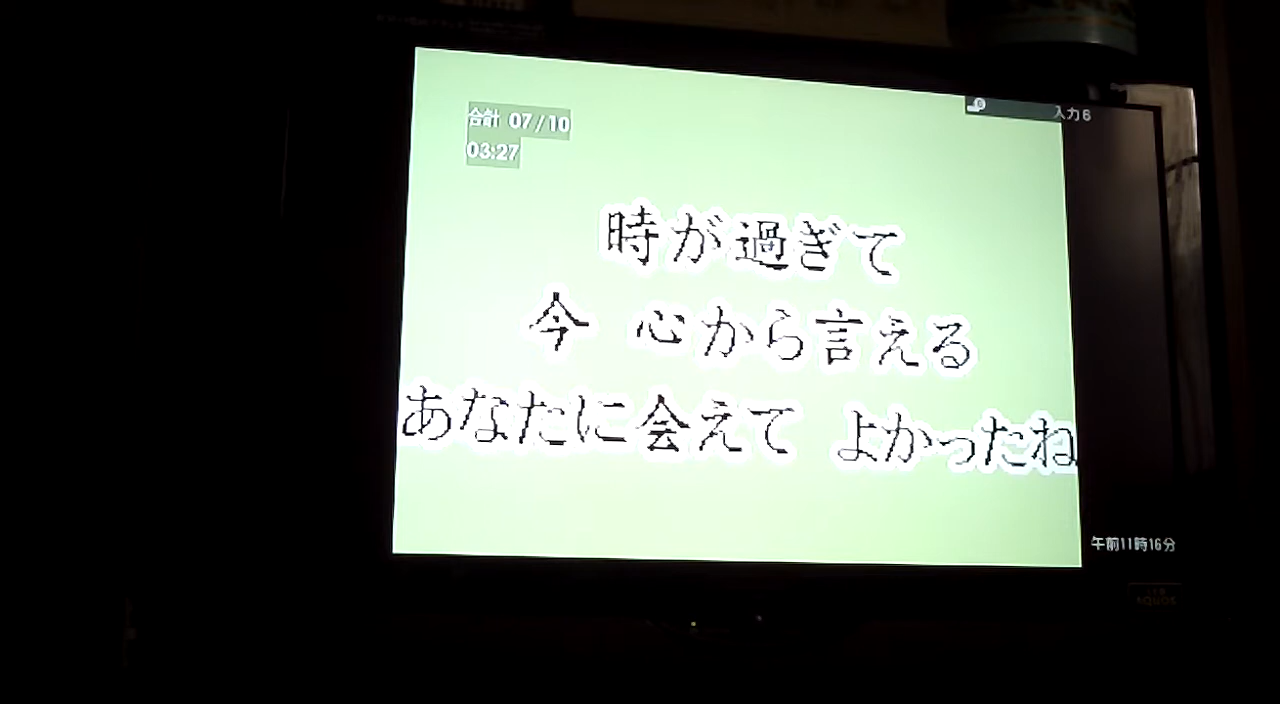 合計 07/10
03:27
入力6
時が過ぎて
今 心から言える
あなたに会えて よかったね
午前11時16分
AQUOS